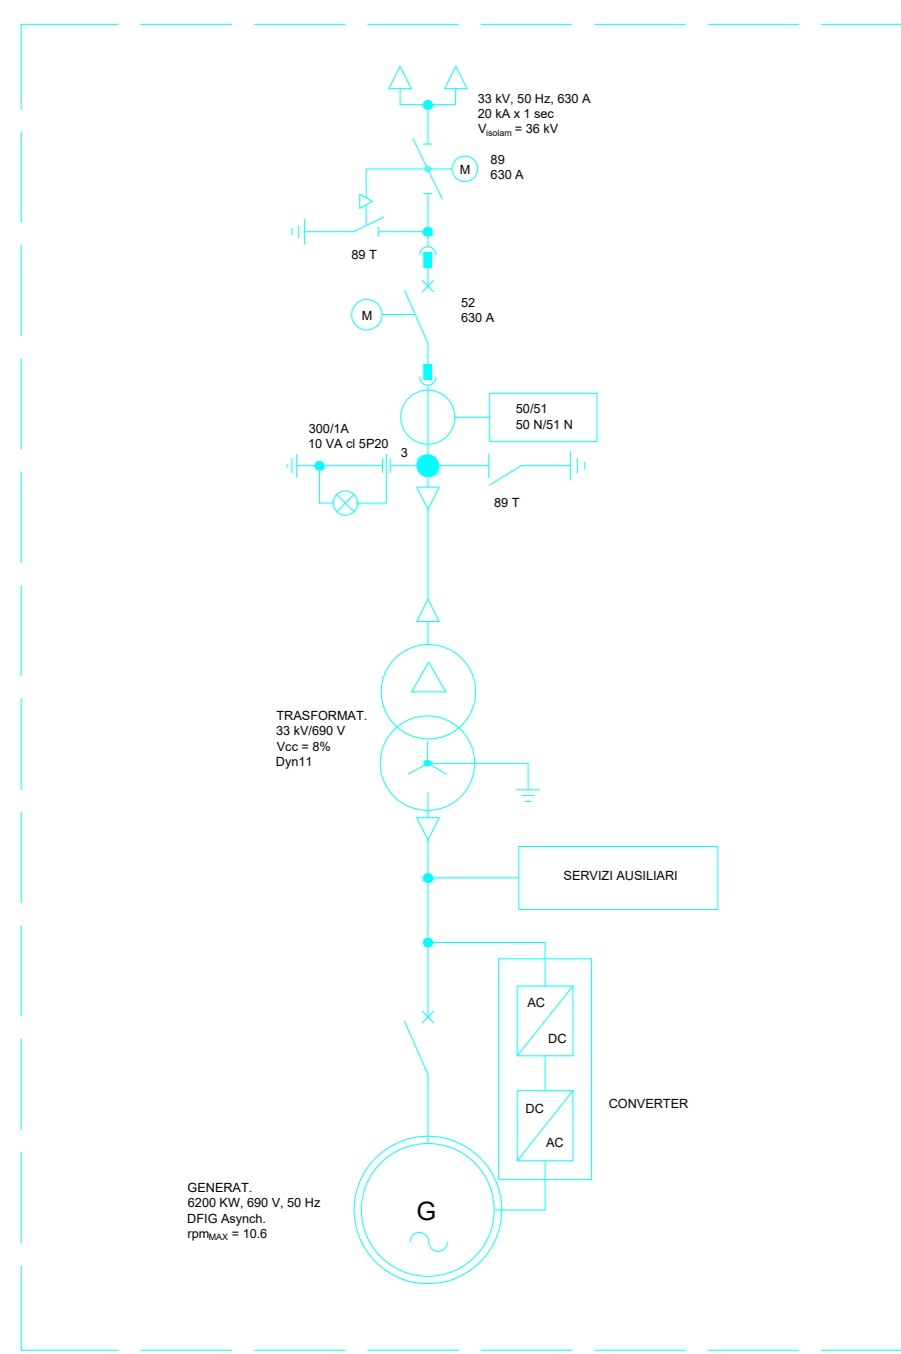 33 kV, 50 Hz, 630 A
20 kA x 1 sec
Visolam = 36 kV
89
630 A
M
89 T
52
630 A
M
50/51
50 N/51 N
300/1A
10 VA cl 5P20
3
89 T
TRASFORMAT.
33 kV/690 V
Vcc = 8%
Dyn11
SERVIZI AUSILIARI
AC
DC
DC
AC
CONVERTER
GENERAT.
6200 KW, 690 V, 50 Hz
DFIG Asynch.
rpmMAX = 10.6
G